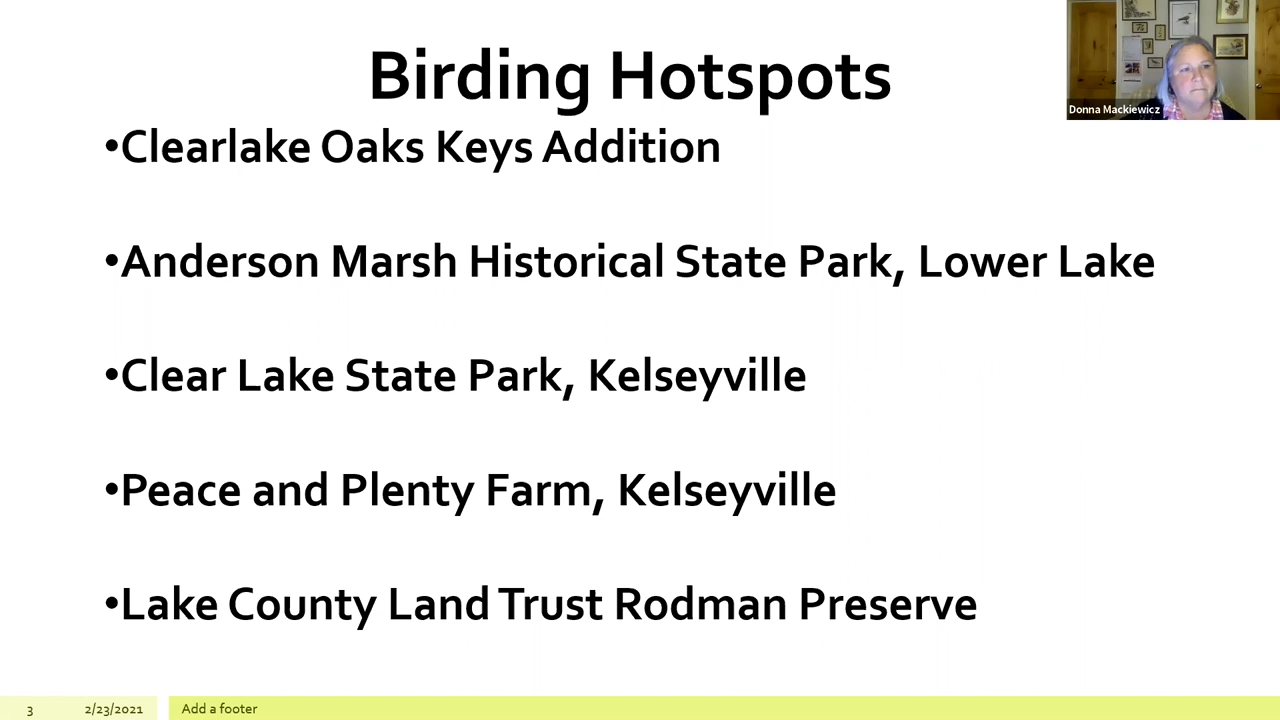 Birding Hotspots
Donna Mackiewicz
•Clearlake Oaks Keys Addition
•Anderson Marsh Historical State Park, Lower Lake
•Clear Lake State Park, Kelseyville
•Peace and Plenty Farm, Kelseyville
•Lake County Land Trust Rodman Preserve
3 2/23/2021 Add a footer